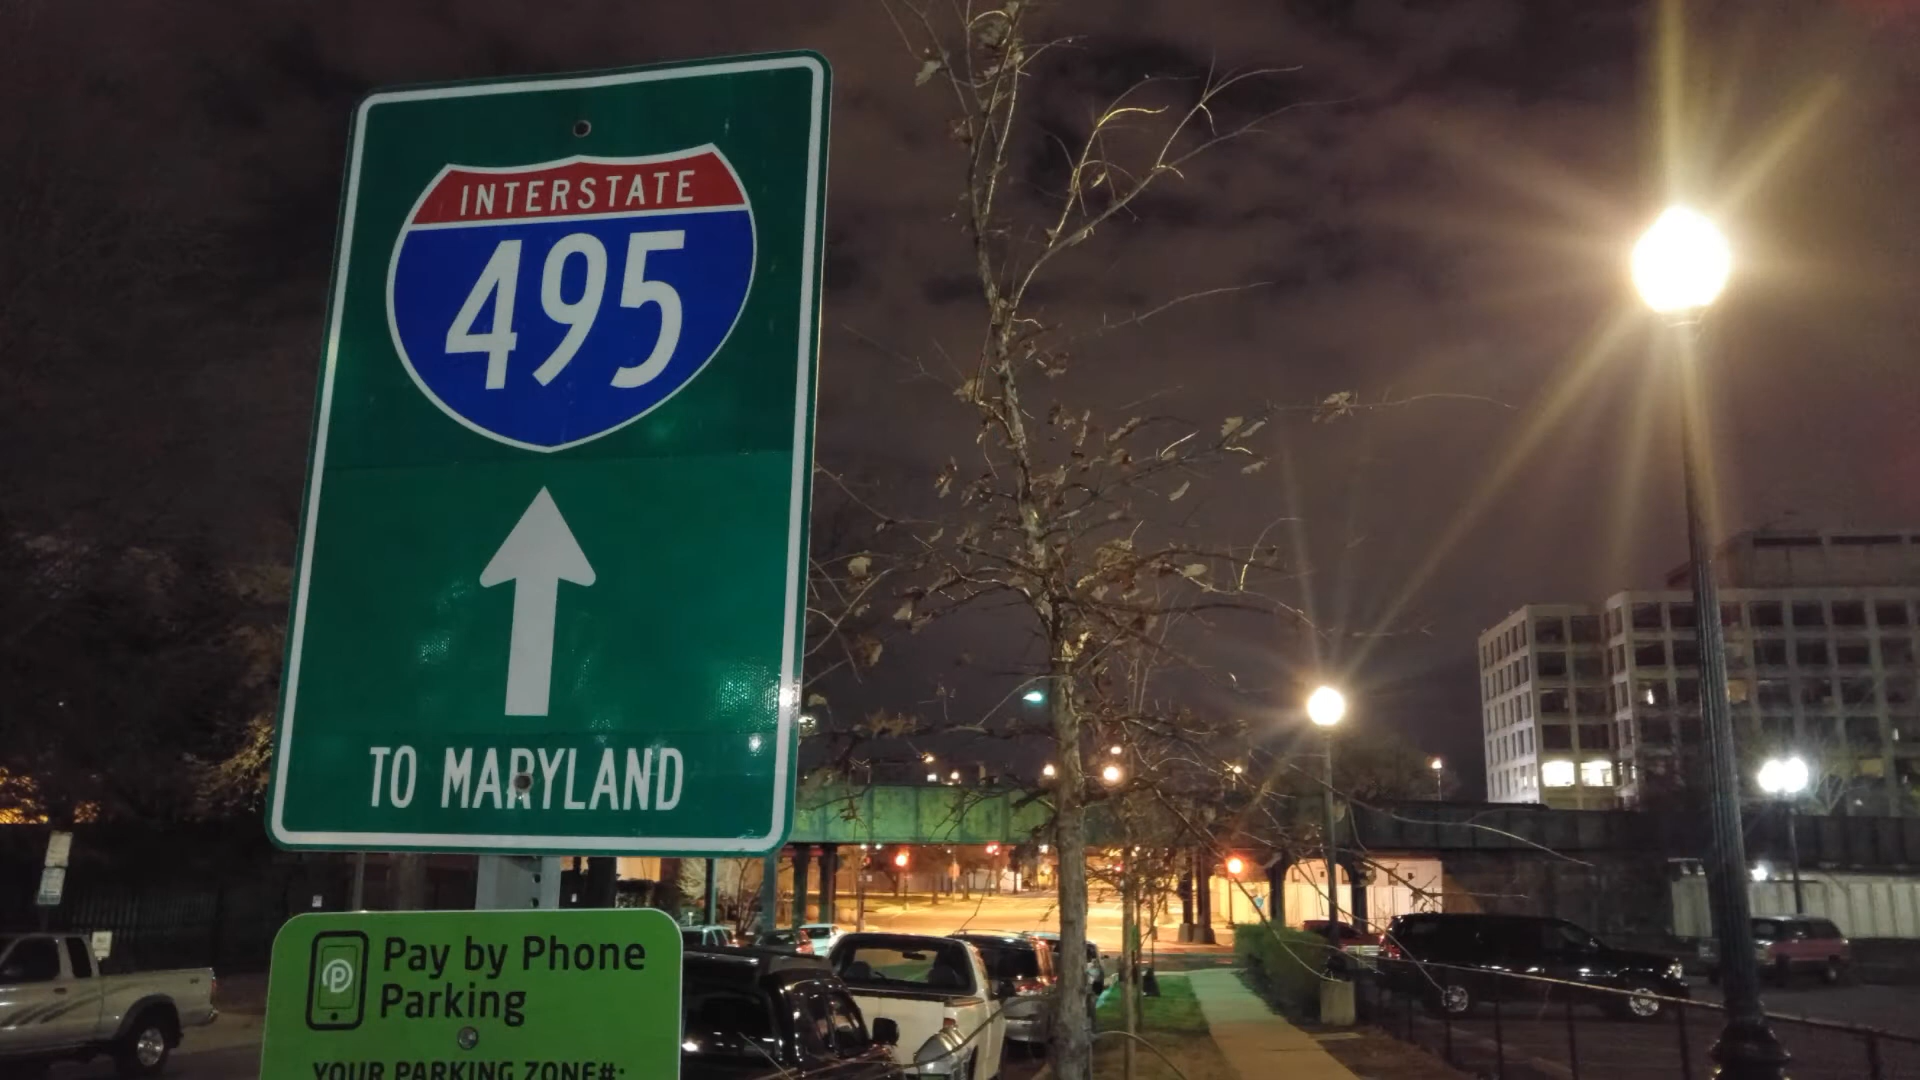 INTERSTATE
495
TO MARYLAND
Pay by Phone
Parking
YOUR PARKING ZONE#: